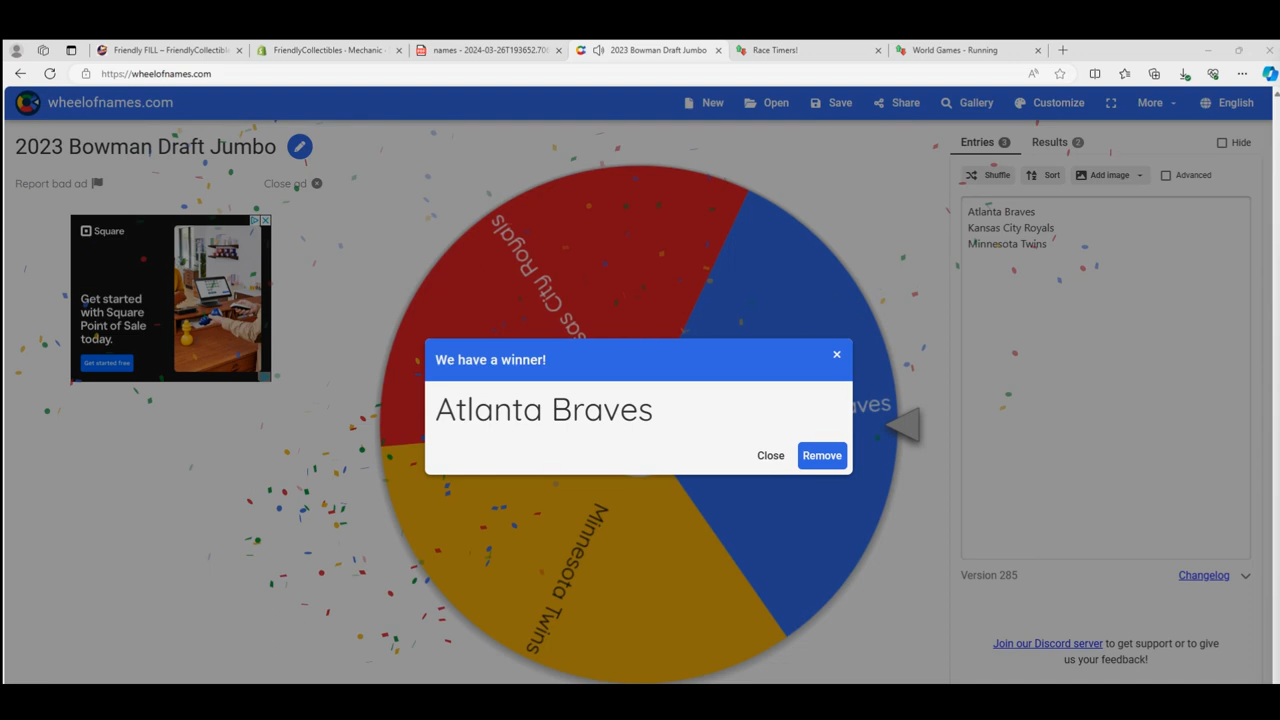 Friendly FILL – FriendlyCollectible
FriendlyCollectibles · Mechanic ·
names - 2024-03-26T193652.706
2023 Bowman Draft Jumbo
Race Timers!
World Games - Running
https://wheelofnames.com
wheelofnames.com
New
Open
Save
Share
Gallery
Customize
More
English
2023 Bowman Draft Jumbo
Report bad ad
Close ad
Square
Get started
with Square
Point of Sale
today.
Get started free
Kansas City Royals
We have a winner!
Atlanta Braves
Close
Remove
aves
Minnesota Twins
Entries 3
Results 2
Hide
Shuffle
Sort
Add image
Advanced
Atlanta Braves
Kansas City Royals
Minnesota Twins
Version 285
Changelog
Join our Discord server to get support or to give
us your feedback!